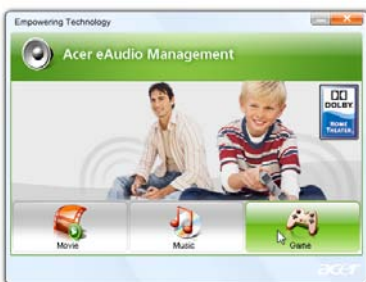 Empowering Technology
Acer eAudio Management
DOLBY
HOME
THEATER
Movie
Music
Game
acer